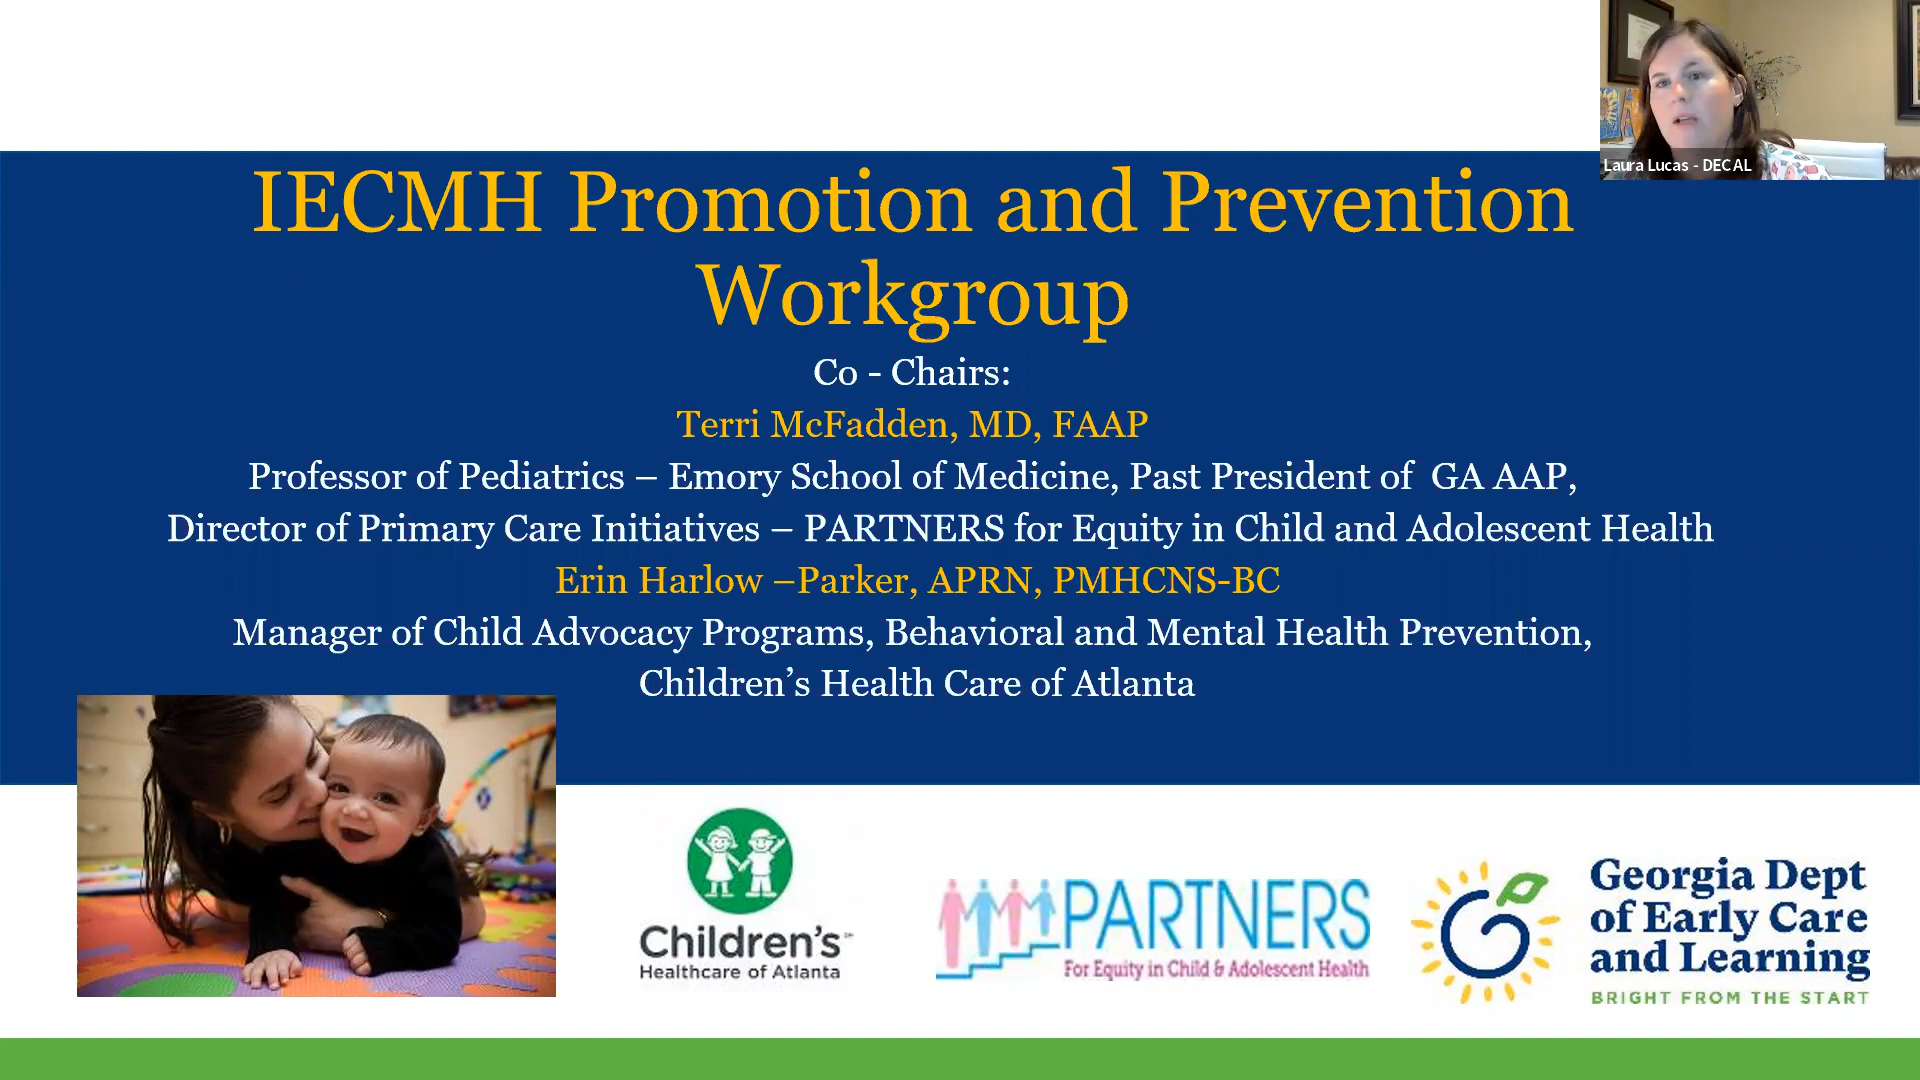 Laura Lucas - DECAL
IECMH Promotion and Prevention
Workgroup
Co - Chairs:
Terri McFadden, MD, FAAP
Professor of Pediatrics – Emory School of Medicine, Past President of GA AAP,
Director of Primary Care Initiatives – PARTNERS for Equity in Child and Adolescent Health
Erin Harlow –Parker, APRN, PMHCNS-BC
Manager of Child Advocacy Programs, Behavioral and Mental Health Prevention,
Children's Health Care of Atlanta
Children's
Healthcare of Atlanta
PARTNERS
For Equity in Child & Adolescent Health
Georgia Dept
of Early Care
and Learning
BRIGHT FROM THE START